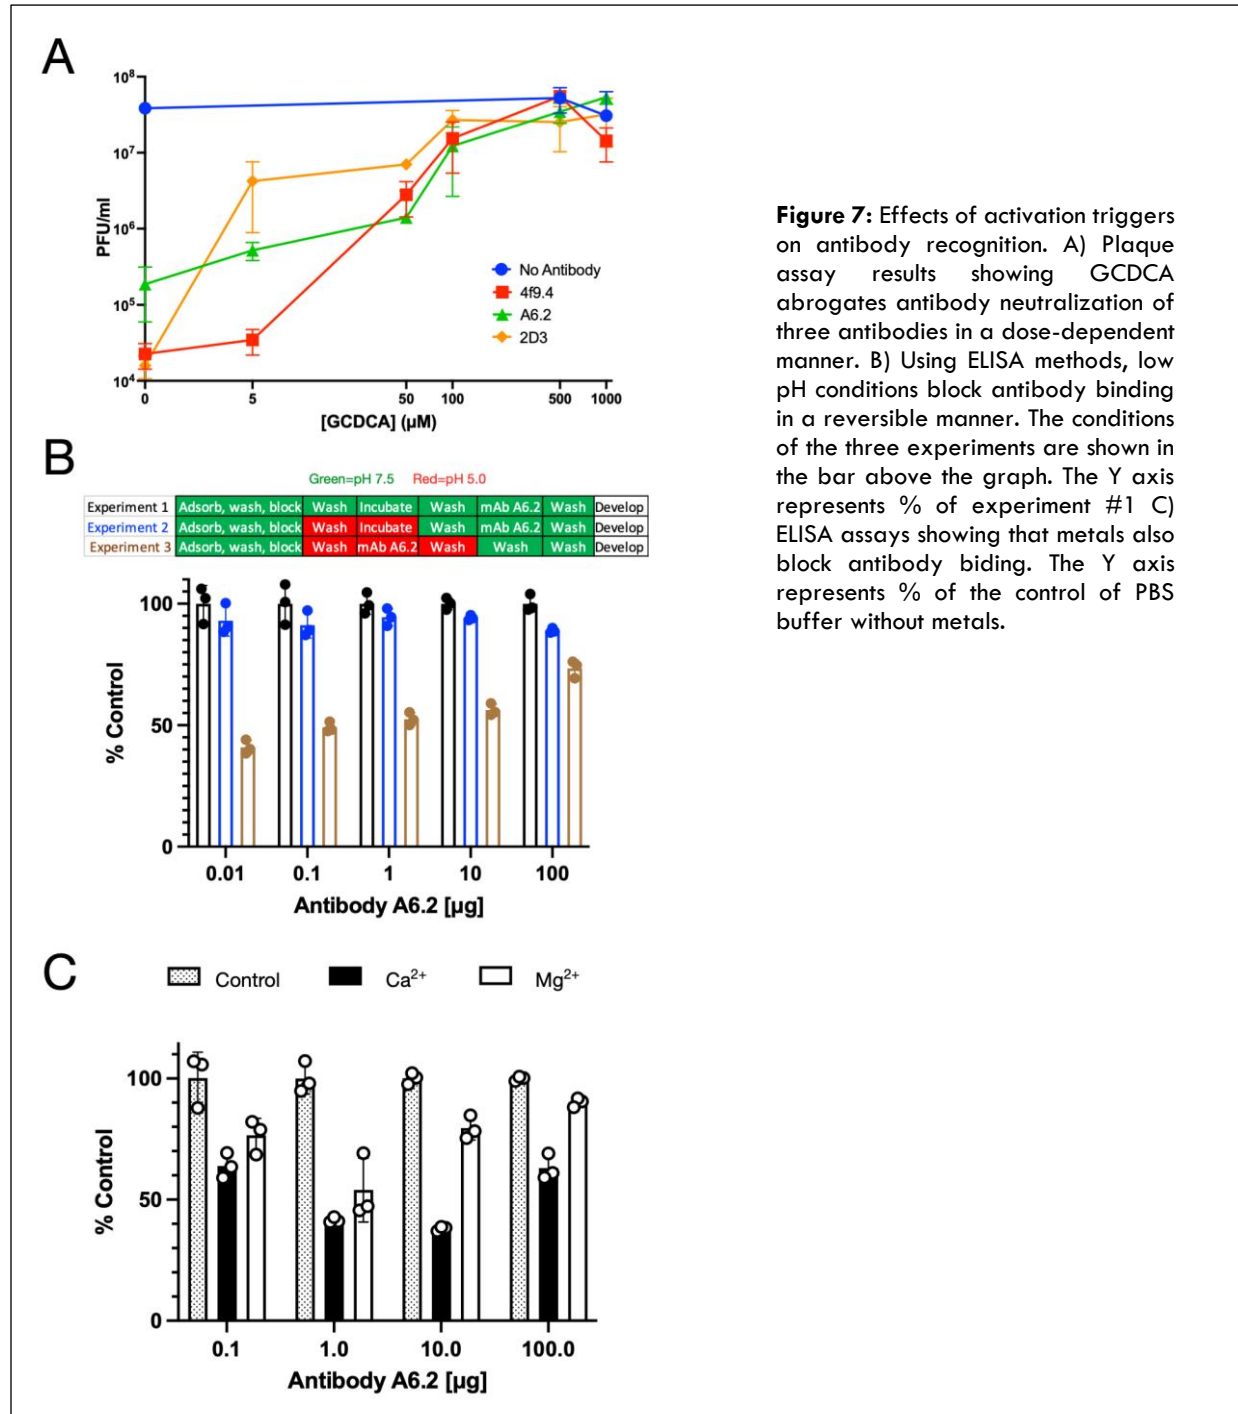 A
PFU/ml
10⁸
10⁷
10⁶
10⁵
10⁴
No Antibody
4f9.4
A6.2
2D3
0 5 50 100 500 1000
[GCDCA] (µM)
Figure 7: Effects of activation triggers
on antibody recognition. A) Plaque
assay results showing GCDCA
abrogates antibody neutralization of
three antibodies in a dose-dependent
manner. B) Using ELISA methods, low
pH conditions block antibody binding
in a reversible manner. The conditions
of the three experiments are shown in
the bar above the graph. The Y axis
represents % of experiment #1 C)
ELISA assays showing that metals also
block antibody biding. The Y axis
represents % of the control of PBS
buffer without metals.
B
Green=pH 7.5 Red=pH 5.0
Experiment 1 Adsorb, wash, block Wash Incubate Wash mAb A6.2 Wash Develop
Experiment 2 Adsorb, wash, block Wash Incubate Wash mAb A6.2 Wash Develop
Experiment 3 Adsorb, wash, block Wash mAb A6.2 Wash Wash Wash Develop
% Control
100
50
0
0.01 0.1 1 10 100
Antibody A6.2 [µg]
C
Control Ca²⁺ Mg²⁺
% Control
100
50
0
0.1 1.0 10.0 100.0
Antibody A6.2 [µg]